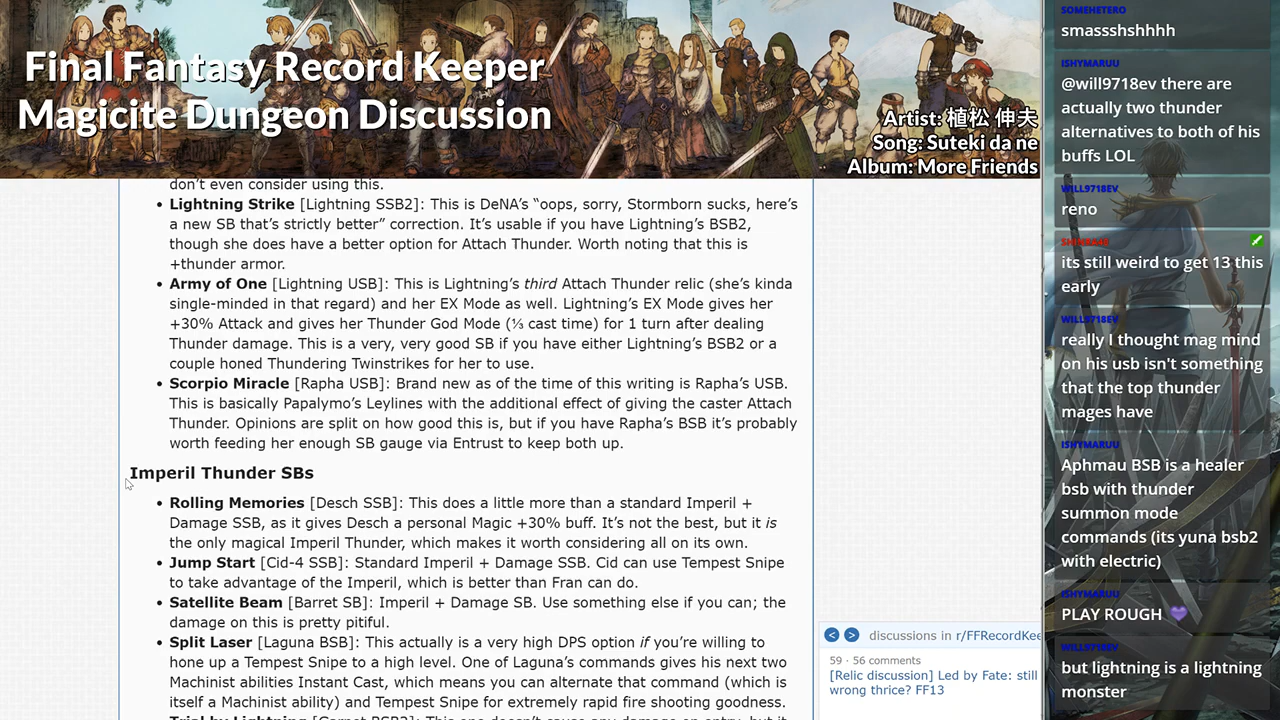 Final Fantasy Record Keeper
Magicite Dungeon Discussion
Artist: 植松 伸夫
Song: Suteki da ne
Album: More Friends
don't even consider using this.
• Lightning Strike [Lightning SSB2]: This is DeNA's “oops, sorry, Stormborn sucks, here's
a new SB that's strictly better” correction. It's usable if you have Lightning's BSB2,
though she does have a better option for Attach Thunder. Worth noting that this is
+thunder armor.
• Army of One [Lightning USB]: This is Lightning's third Attach Thunder relic (she's kinda
single-minded in that regard) and her EX Mode as well. Lightning's EX Mode gives her
+30% Attack and gives her Thunder God Mode (⅓ cast time) for 1 turn after dealing
Thunder damage. This is a very, very good SB if you have either Lightning's BSB2 or a
couple honed Thundering Twinstrikes for her to use.
• Scorpio Miracle [Rapha USB]: Brand new as of the time of this writing is Rapha's USB.
This is basically Papalymo's Leylines with the additional effect of giving the caster Attach
Thunder. Opinions are split on how good this is, but if you have Rapha's BSB it's probably
worth feeding her enough SB gauge via Entrust to keep both up.
Imperil Thunder SBs
• Rolling Memories [Desch SSB]: This does a little more than a standard Imperil +
Damage SSB, as it gives Desch a personal Magic +30% buff. It's not the best, but it is
the only magical Imperil Thunder, which makes it worth considering all on its own.
• Jump Start [Cid-4 SSB]: Standard Imperil + Damage SSB. Cid can use Tempest Snipe
to take advantage of the Imperil, which is better than Fran can do.
• Satellite Beam [Barret SB]: Imperil + Damage SB. Use something else if you can; the
damage on this is pretty pitiful.
• Split Laser [Laguna BSB]: This actually is a very high DPS option if you're willing to
hone up a Tempest Snipe to a high level. One of Laguna's commands gives his next two
Machinist abilities Instant Cast, which means you can alternate that command (which is
itself a Machinist ability) and Tempest Snipe for extremely rapid fire shooting goodness.
< > discussions in r/FFRecordKee
59 · 56 comments
[Relic discussion] Led by Fate: still
wrong thrice? FF13
SOMEHETERO
smassshshhhh
ISHYMARUU
@will9718ev there are
actually two thunder
alternatives to both of his
buffs LOL
WILL9718EV
reno
its still weird to get 13 this
early
WILL9718EV
really I thought mag mind
on his usb isn't something
that the top thunder
mages have
ISHYMARUU
Aphmau BSB is a healer
bsb with thunder
summon mode
commands (its yuna bsb2
with electric)
ISHYMARUU
PLAY ROUGH 💜
WILL9718EV
but lightning is a lightning
monster